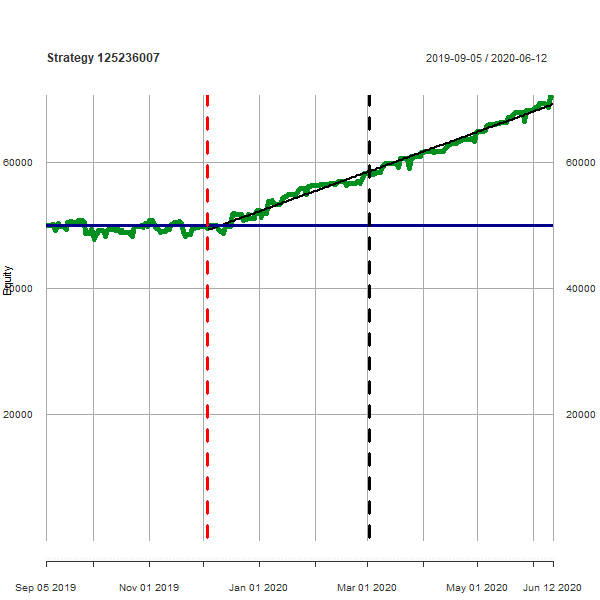 Strategy 125236007
2019-09-05 / 2020-06-12
60000
60000
Equity
40000
40000
20000
20000
Sep 05 2019
Nov 01 2019
Jan 01 2020
Mar 01 2020
May 01 2020
Jun 12 2020